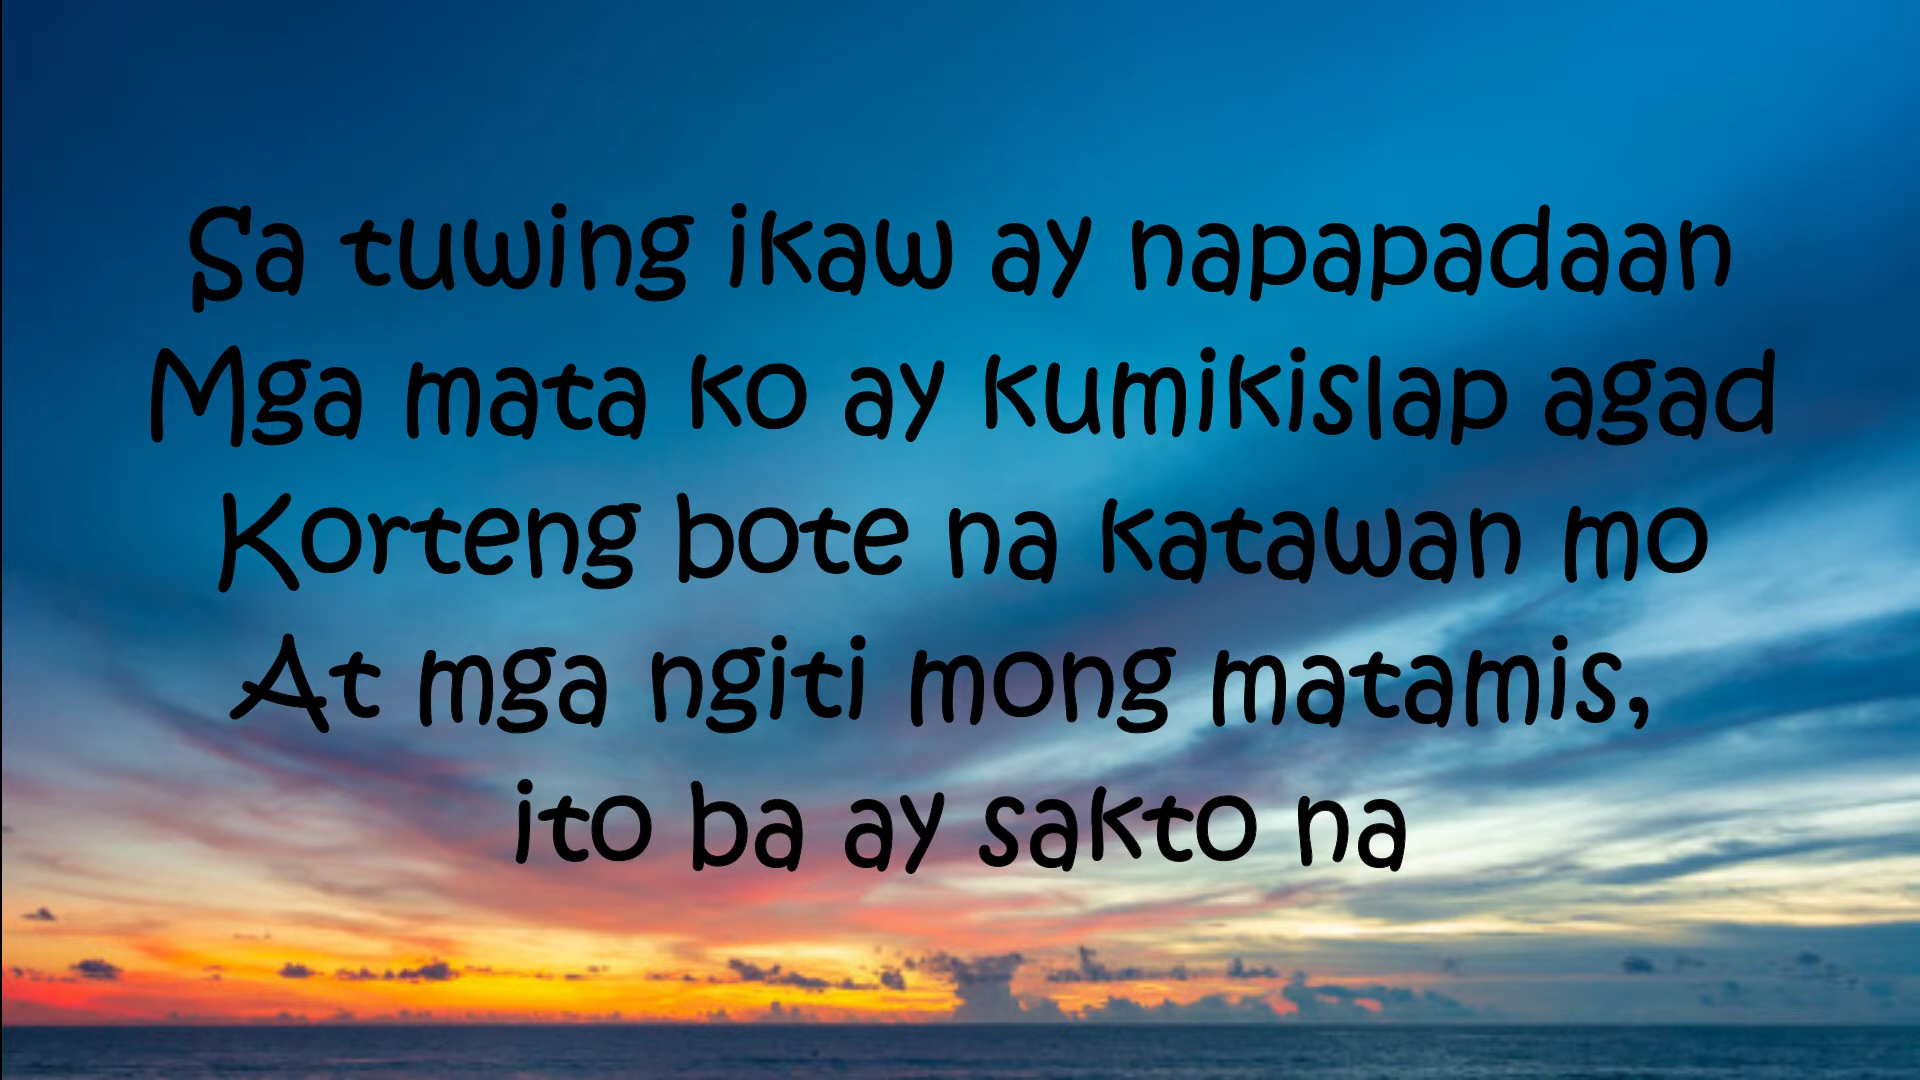 Sa tuwing ikaw ay napapadaan
Mga mata ko ay kumikislap agad
Korteng bote na katawan mo
At mga ngiti mong matamis,
ito ba ay sakto na